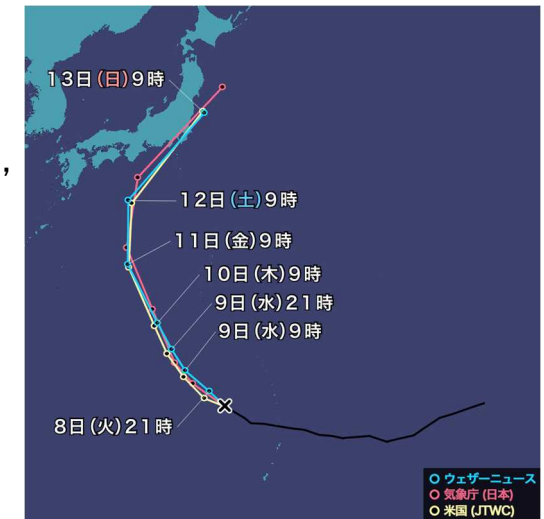 ,
13日(日)9時
12日(土)9時
11日(金)9時
10日(木)9時
9日(水)21時
9日(水)9時
8日(火)21時
ウェザーニュース
気象庁 (日本)
米国 (JTWC)